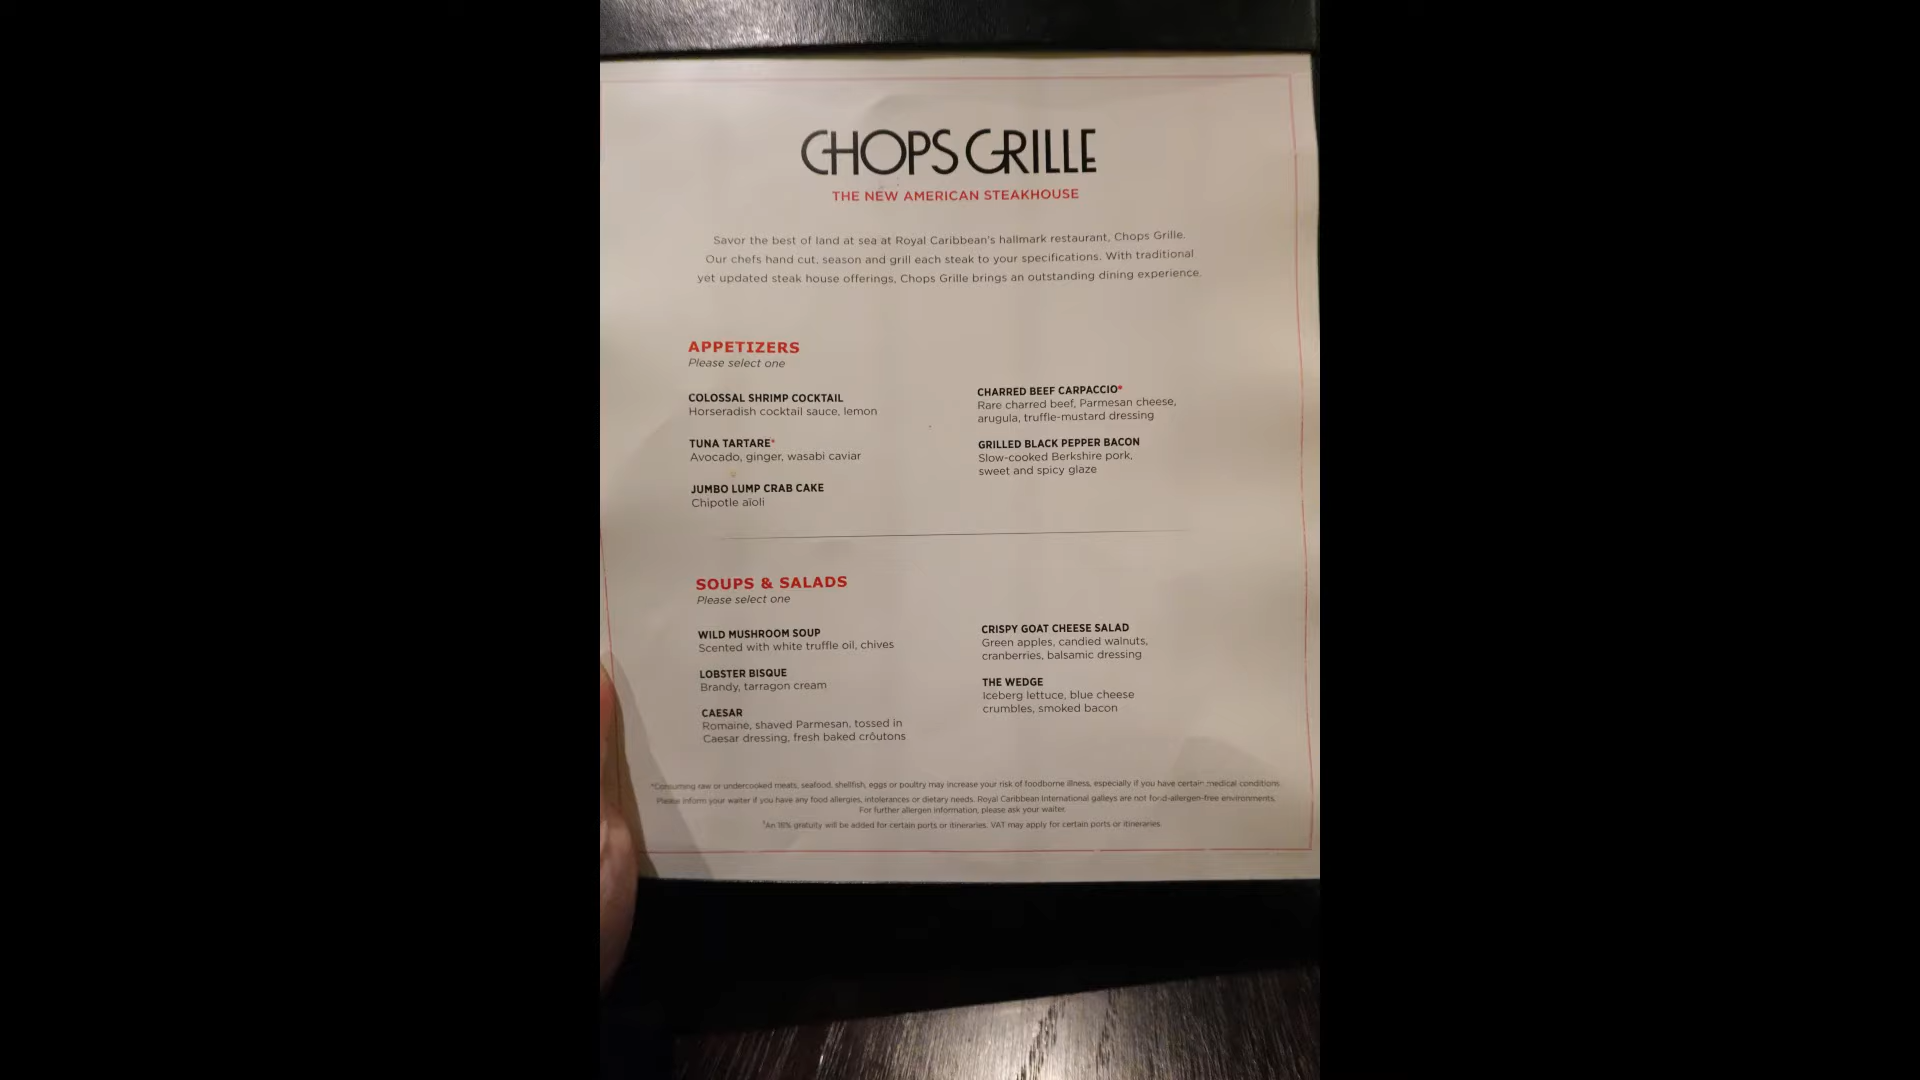 CHOPS GRILLE
THE NEW AMERICAN STEAKHOUSE
Savor the best of land at sea at Royal Caribbean's hallmark restaurant, Chops Grille.
Our chefs hand cut, season and grill each steak to your specifications. With traditional
yet updated steak house offerings, Chops Grille brings an outstanding dining experience.
APPETIZERS
Please select one
COLOSSAL SHRIMP COCKTAIL
Horseradish cocktail sauce, lemon
TUNA TARTARE*
Avocado, ginger, wasabi caviar
JUMBO LUMP CRAB CAKE
Chipotle aïoli
CHARRED BEEF CARPACCIO*
Rare charred beef, Parmesan cheese,
arugula, truffle-mustard dressing
GRILLED BLACK PEPPER BACON
Slow-cooked Berkshire pork,
sweet and spicy glaze
SOUPS & SALADS
Please select one
WILD MUSHROOM SOUP
Scented with white truffle oil, chives
LOBSTER BISQUE
Brandy, tarragon cream
CAESAR
Romaine, shaved Parmesan, tossed in
Caesar dressing, fresh baked crôutons
CRISPY GOAT CHEESE SALAD
Green apples, candied walnuts,
cranberries, balsamic dressing
THE WEDGE
Iceberg lettuce, blue cheese
crumbles, smoked bacon
*Consuming raw or undercooked meats, seafood, shellfish, eggs or poultry may increase your risk of foodborne illness, especially if you have certain medical conditions.
Please inform your waiter if you have any food allergies, intolerances or dietary needs. Royal Caribbean International galleys are not food-allergen-free environments.
For further allergen information, please ask your waiter.
†An 18% gratuity will be added for certain ports or itineraries. VAT may apply for certain ports or itineraries.